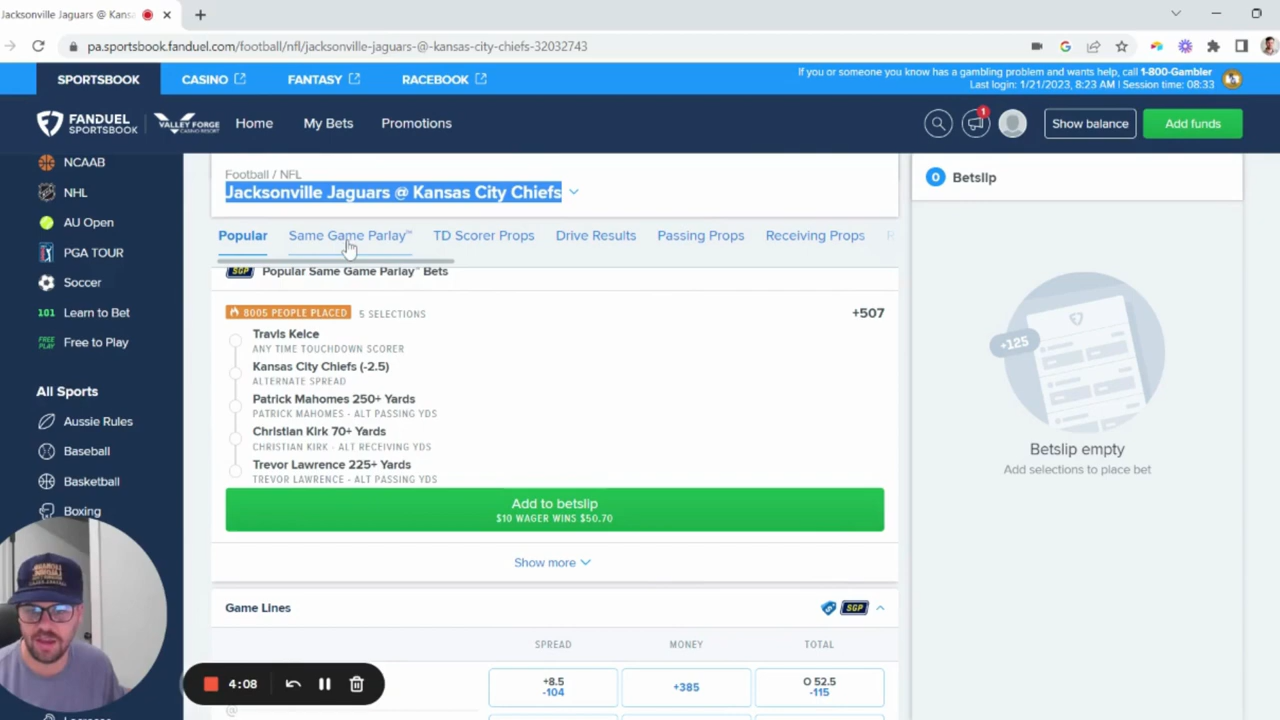 Jacksonville Jaguars @ Kansa
pa.sportsbook.fanduel.com/football/nfl/jacksonville-jaguars-@-kansas-city-chiefs-32032743
SPORTSBOOK
CASINO
FANTASY
RACEBOOK
If you or someone you know has a gambling problem and wants help, call 1-800-Gambler
Last login: 1/21/2023, 8:23 AM | Session time: 08:33
FANDUEL
SPORTSBOOK
VALLEY FORGE
CASINO RESORT
Home
My Bets
Promotions
1
Show balance
Add funds
NCAAB
NHL
AU Open
PGA TOUR
Soccer
101 Learn to Bet
FREE PLAY Free to Play
All Sports
Aussie Rules
Baseball
Basketball
Boxing
Football / NFL
Jacksonville Jaguars @ Kansas City Chiefs
Popular
Same Game Parlay™
TD Scorer Props
Drive Results
Passing Props
Receiving Props
R
SGP Popular Same Game Parlay™ Bets
8005 PEOPLE PLACED
5 SELECTIONS
+507
Travis Kelce
ANY TIME TOUCHDOWN SCORER
Kansas City Chiefs (-2.5)
ALTERNATE SPREAD
Patrick Mahomes 250+ Yards
PATRICK MAHOMES - ALT PASSING YDS
Christian Kirk 70+ Yards
CHRISTIAN KIRK - ALT RECEIVING YDS
Trevor Lawrence 225+ Yards
TREVOR LAWRENCE - ALT PASSING YDS
Add to betslip
$10 WAGER WINS $50.70
Show more
Game Lines
SGP
SPREAD
MONEY
TOTAL
+8.5
-104
+385
O 52.5
-115
@
0 Betslip
+125
Betslip empty
Add selections to place bet
4:08